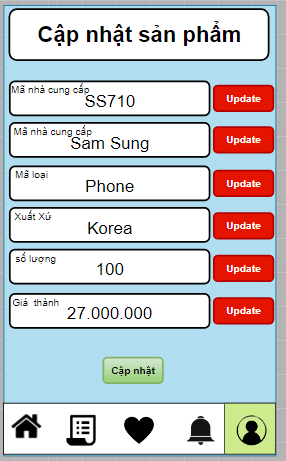 Cập nhật sản phẩm
Mã nhà cung cấp
SS710
Update
Mã nhà cung cấp
Sam Sung
Update
Mã loại
Phone
Update
Xuất Xứ
Korea
Update
số lượng
100
Update
Giá thành
27.000.000
Update
Cập nhật